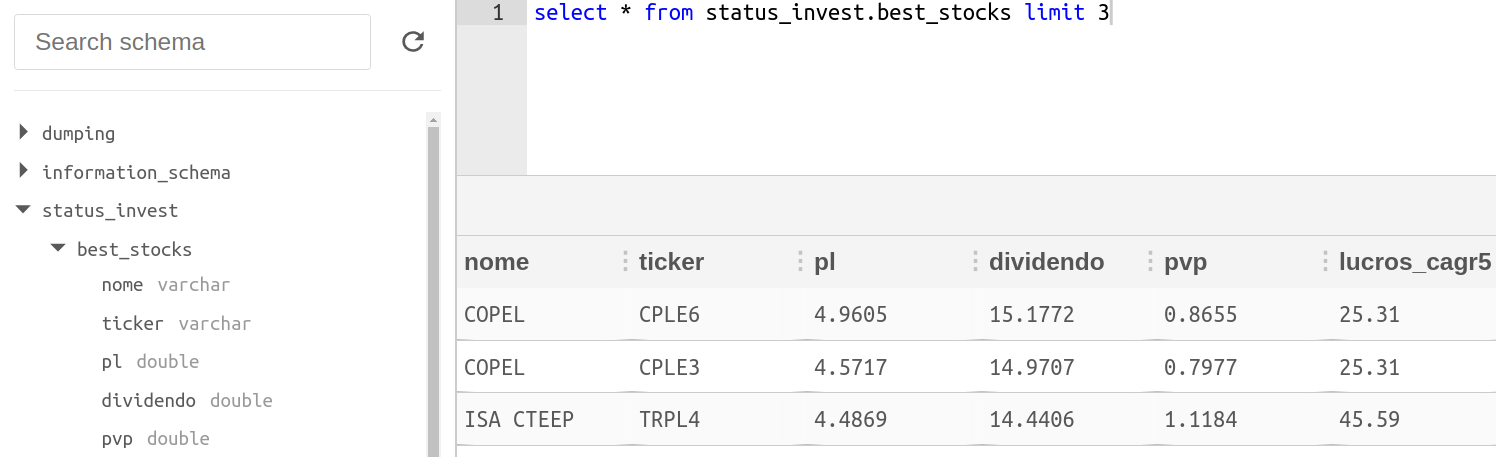 Search schema
dumping
information_schema
status_invest
best_stocks
nome varchar
ticker varchar
pl double
dividendo double
pvp double
1 select * from status_invest.best_stocks limit 3
nome ticker pl dividendo pvp lucros_cagr5
COPEL CPLE6 4.9605 15.1772 0.8655 25.31
COPEL CPLE3 4.5717 14.9707 0.7977 25.31
ISA CTEEP TRPL4 4.4869 14.4406 1.1184 45.59